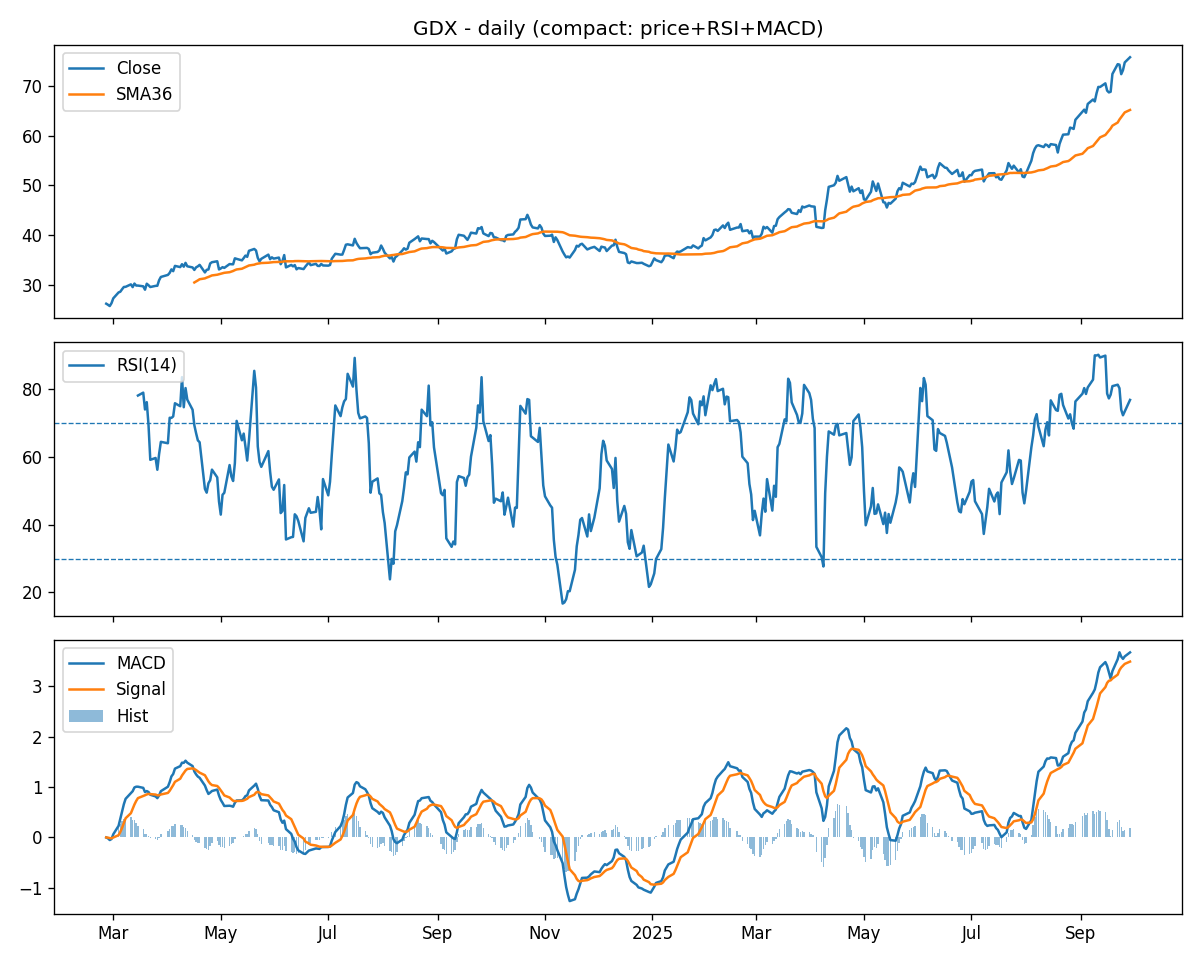 GDX - daily (compact: price+RSI+MACD)
Close
SMA36
70
60
50
40
30
RSI(14)
80
60
40
20
MACD
Signal
Hist
3
2
1
0
−1
Mar
May
Jul
Sep
Nov
2025
Mar
May
Jul
Sep